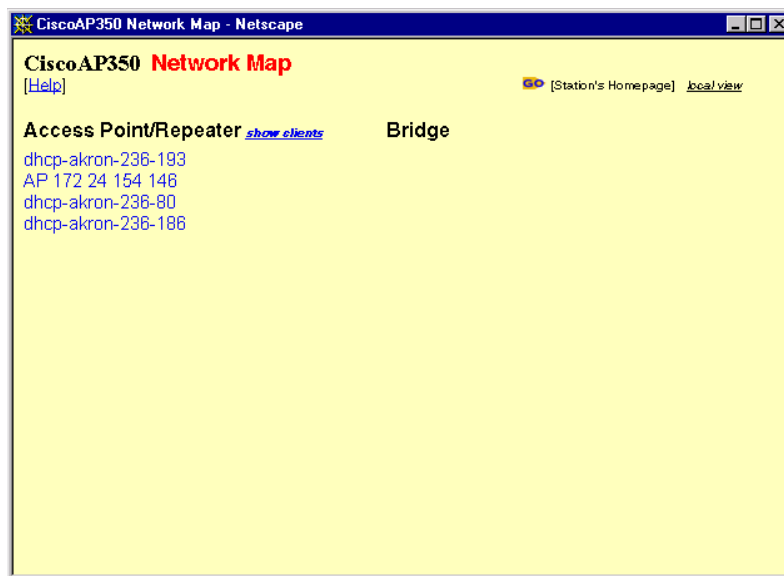 CiscoAP350 Network Map - Netscape
CiscoAP350 Network Map
[Help]
GO [Station's Homepage] local view
Access Point/Repeater show clients Bridge
dhcp-akron-236-193
AP 172 24 154 146
dhcp-akron-236-80
dhcp-akron-236-186